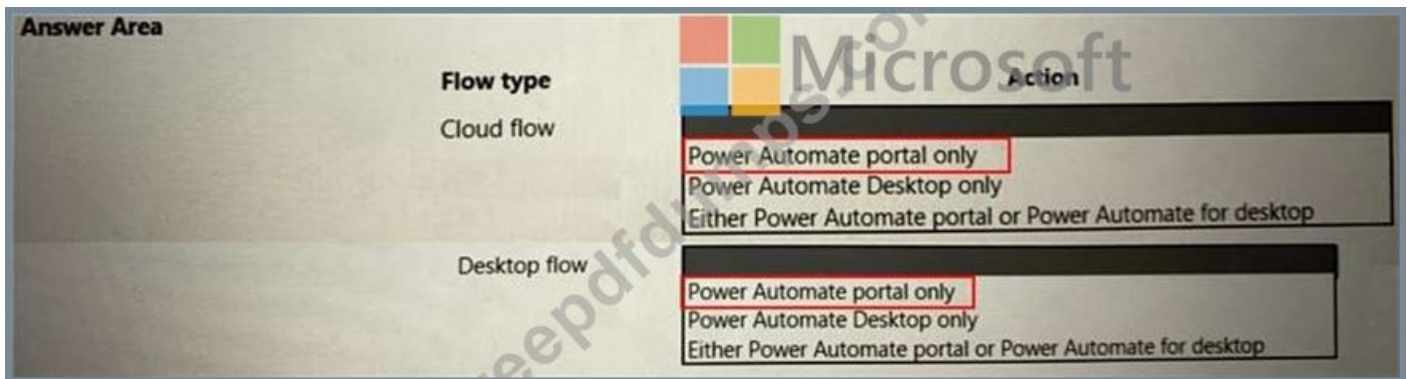 Answer Area
Microsoft
Flow type
Action
Cloud flow
Power Automate portal only
Power Automate Desktop only
Either Power Automate portal or Power Automate for desktop
Desktop flow
Power Automate portal only
Power Automate Desktop only
Either Power Automate portal or Power Automate for desktop